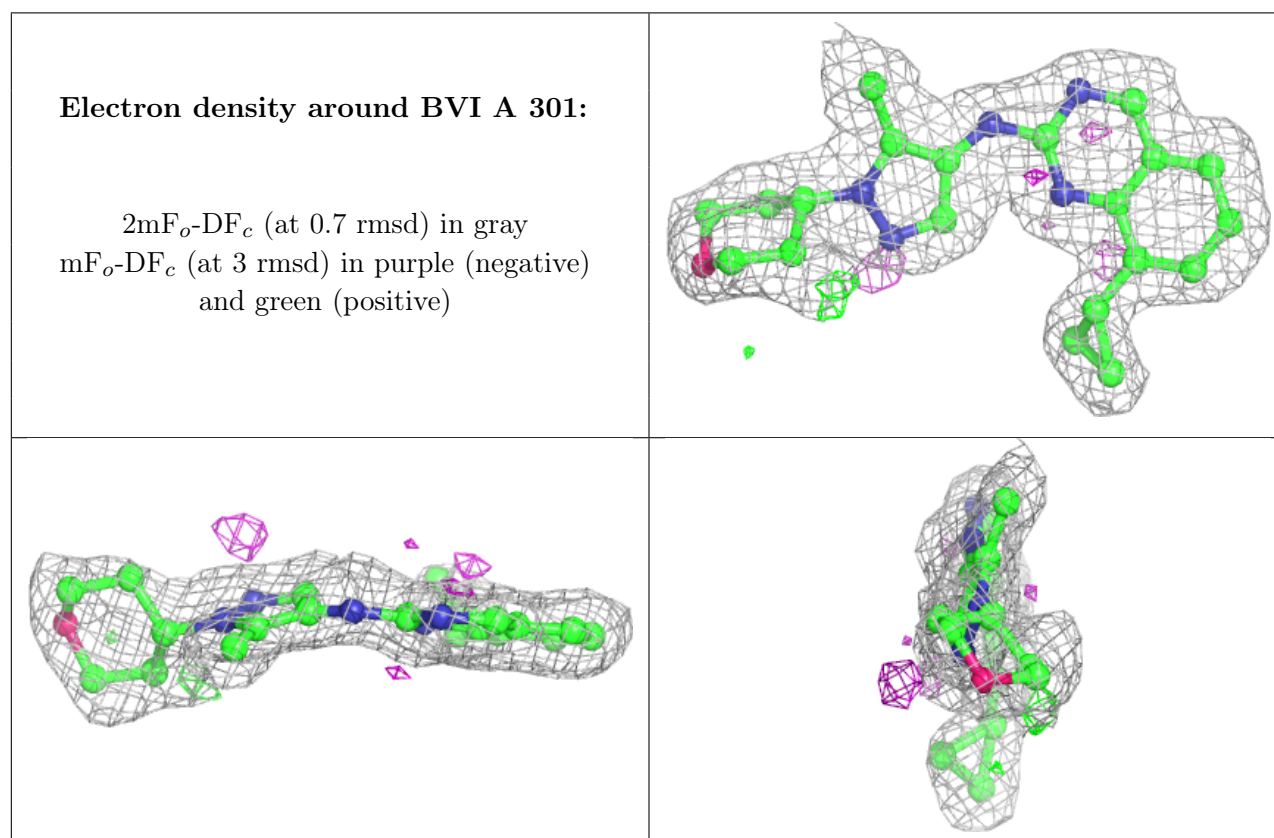 Electron density around BVI A 301:
2mFₒ-DF𝒸 (at 0.7 rmsd) in gray
mFₒ-DF𝒸 (at 3 rmsd) in purple (negative)
and green (positive)